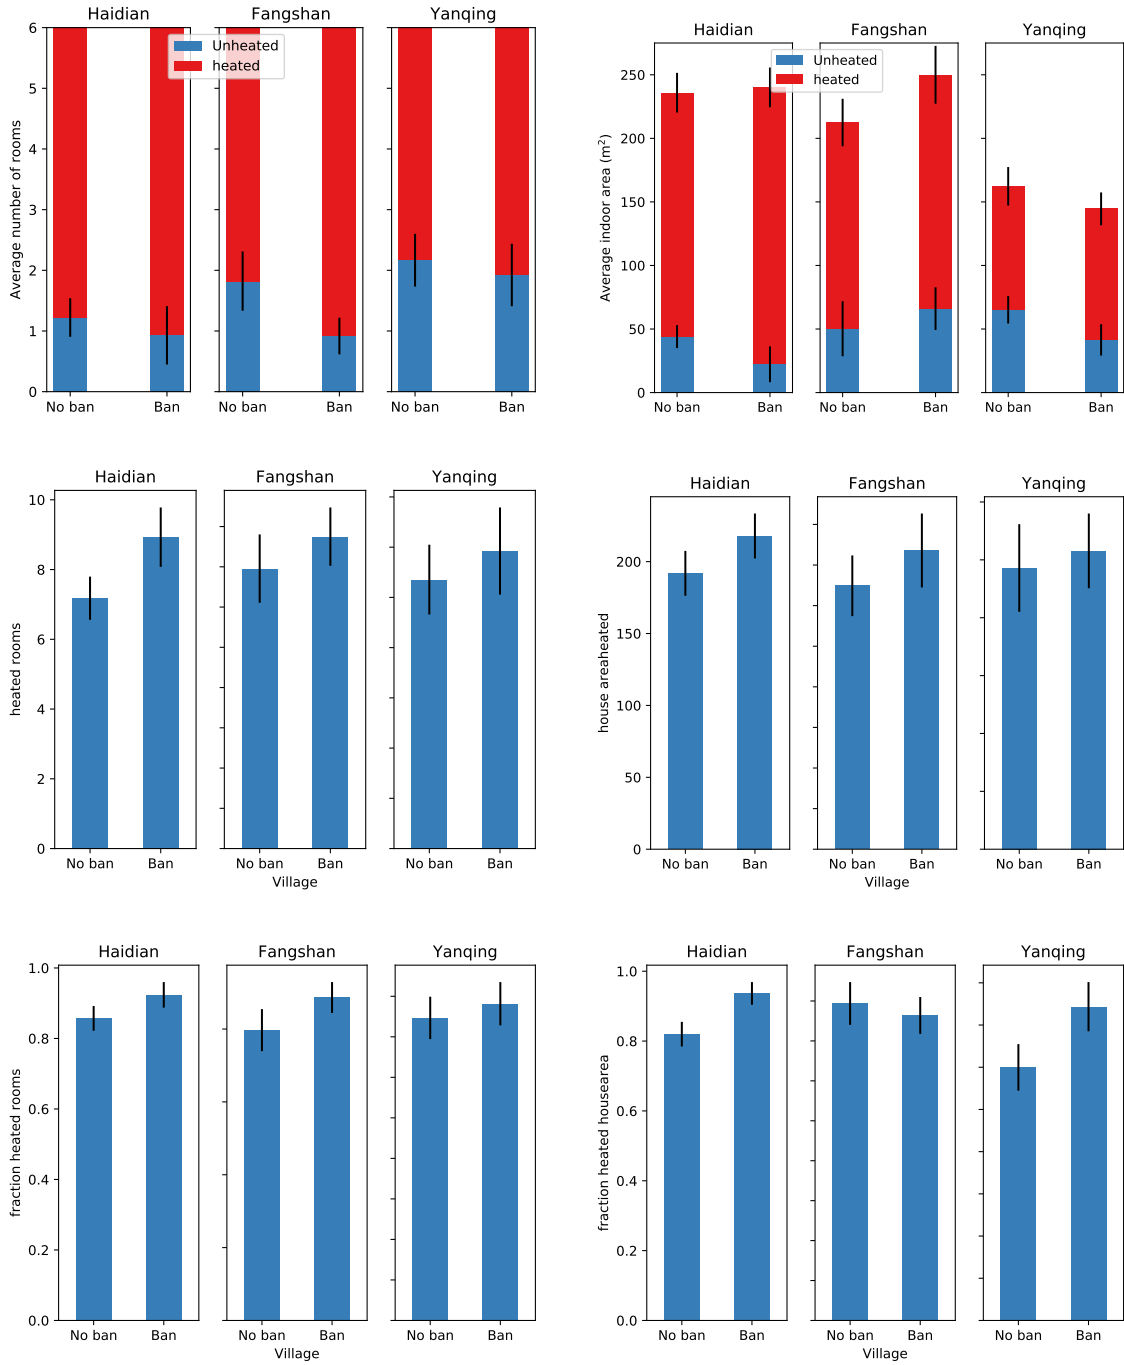 Haidian Fangshan Yanqing
Unheated
heated
Average number of rooms
6
5
4
3
2
1
0
No ban Ban No ban Ban No ban Ban
Haidian Fangshan Yanqing
Unheated
heated
Average indoor area (m²)
250
200
150
100
50
0
No ban Ban No ban Ban No ban Ban
Haidian Fangshan Yanqing
heated rooms
10
8
6
4
2
0
No ban Ban No ban Ban No ban Ban
Village
Haidian Fangshan Yanqing
house areaheated
200
150
100
50
0
No ban Ban No ban Ban No ban Ban
Village
Haidian Fangshan Yanqing
fraction heated rooms
1.0
0.8
0.6
0.4
0.2
0.0
No ban Ban No ban Ban No ban Ban
Village
Haidian Fangshan Yanqing
fraction heated housearea
1.0
0.8
0.6
0.4
0.2
0.0
No ban Ban No ban Ban No ban Ban
Village